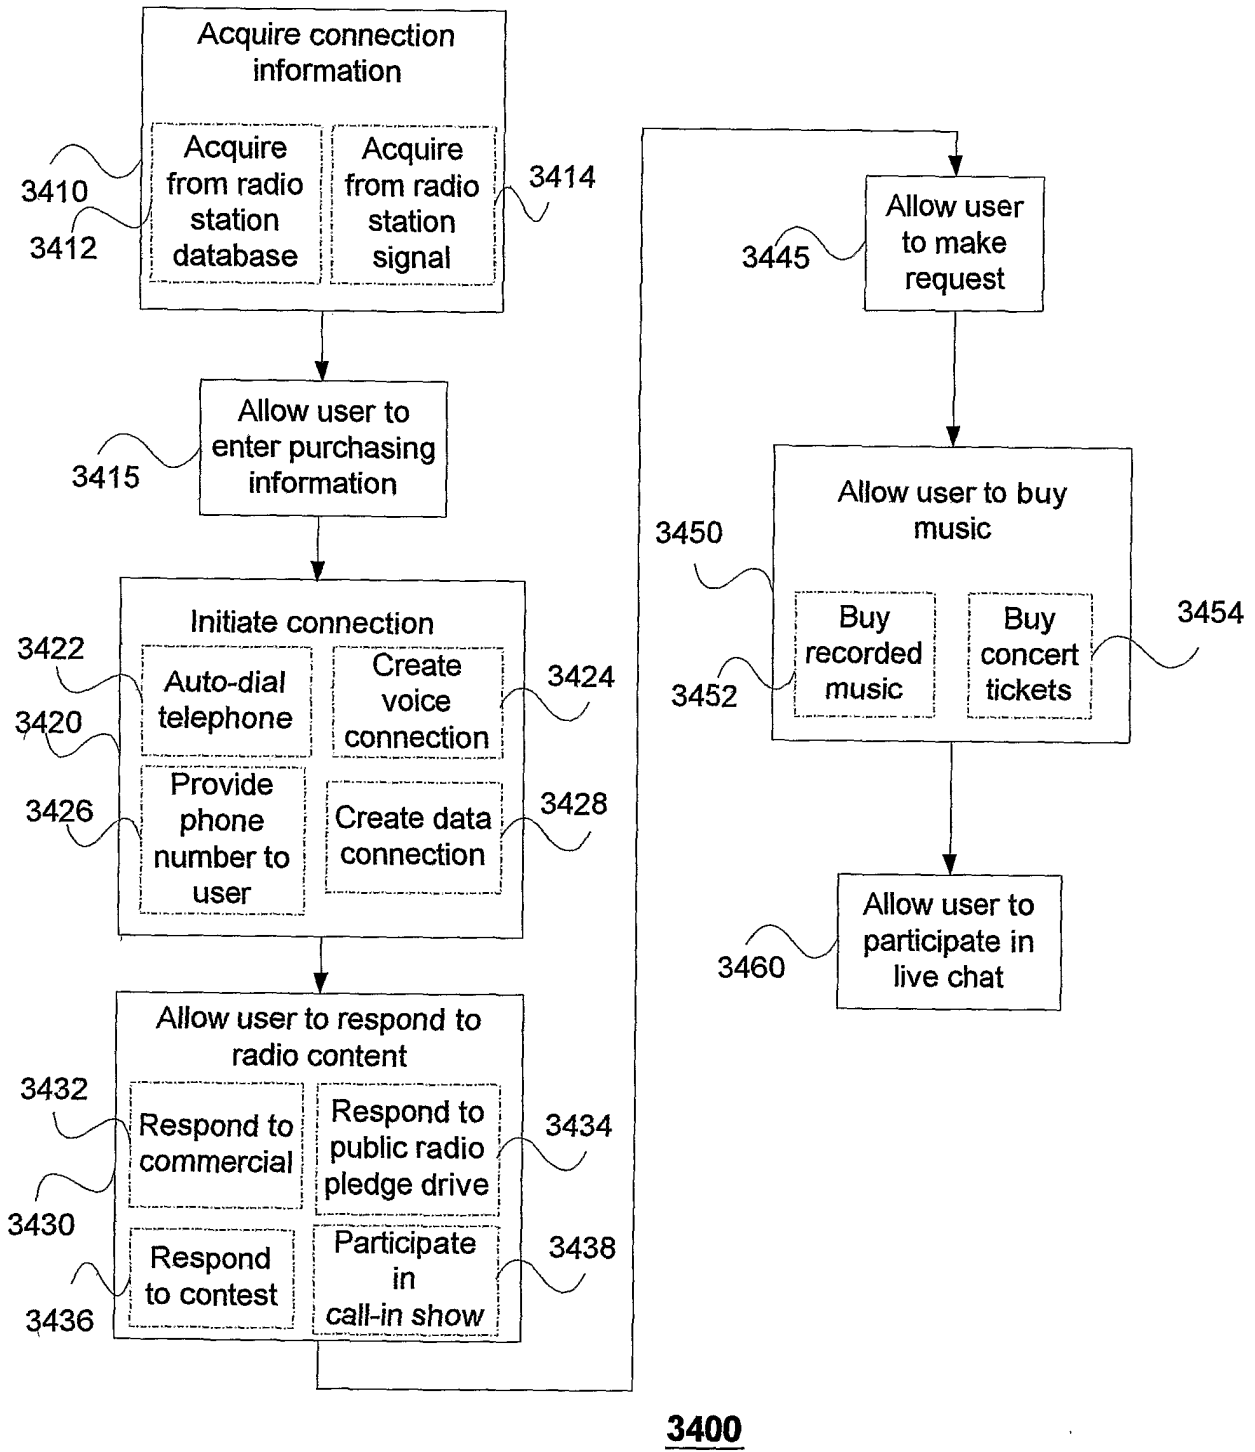 Acquire connection
information
Acquire
from radio
station
database
Acquire
from radio
station
signal
3410
3412
3414
Allow user to
enter purchasing
information
3415
Initiate connection
Auto-dial
telephone
Create
voice
connection
Provide
phone
number to
user
Create data
connection
3422
3420
3424
3426
3428
Allow user to respond to
radio content
Respond to
commercial
Respond to
public radio
pledge drive
Respond
to contest
Participate
in
call-in show
3432
3430
3434
3436
3438
Allow user
to make
request
3445
Allow user to buy
music
Buy
recorded
music
Buy
concert
tickets
3450
3452
3454
Allow user to
participate in
live chat
3460
3400